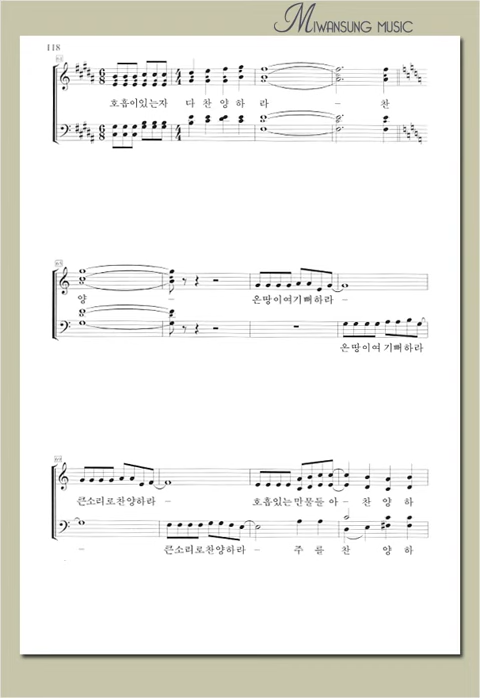 MIWANSUNG MUSIC
118
호흡이있는자 다 찬 양 하 라 - 찬
양 - 온땅이여기뻐하라 -
온 땅이여 기뻐하라
큰소리로찬양하라 - 호흡있는만물들 아- 찬 양 하
- 큰소리로찬양하라- 주 를 찬 양 하